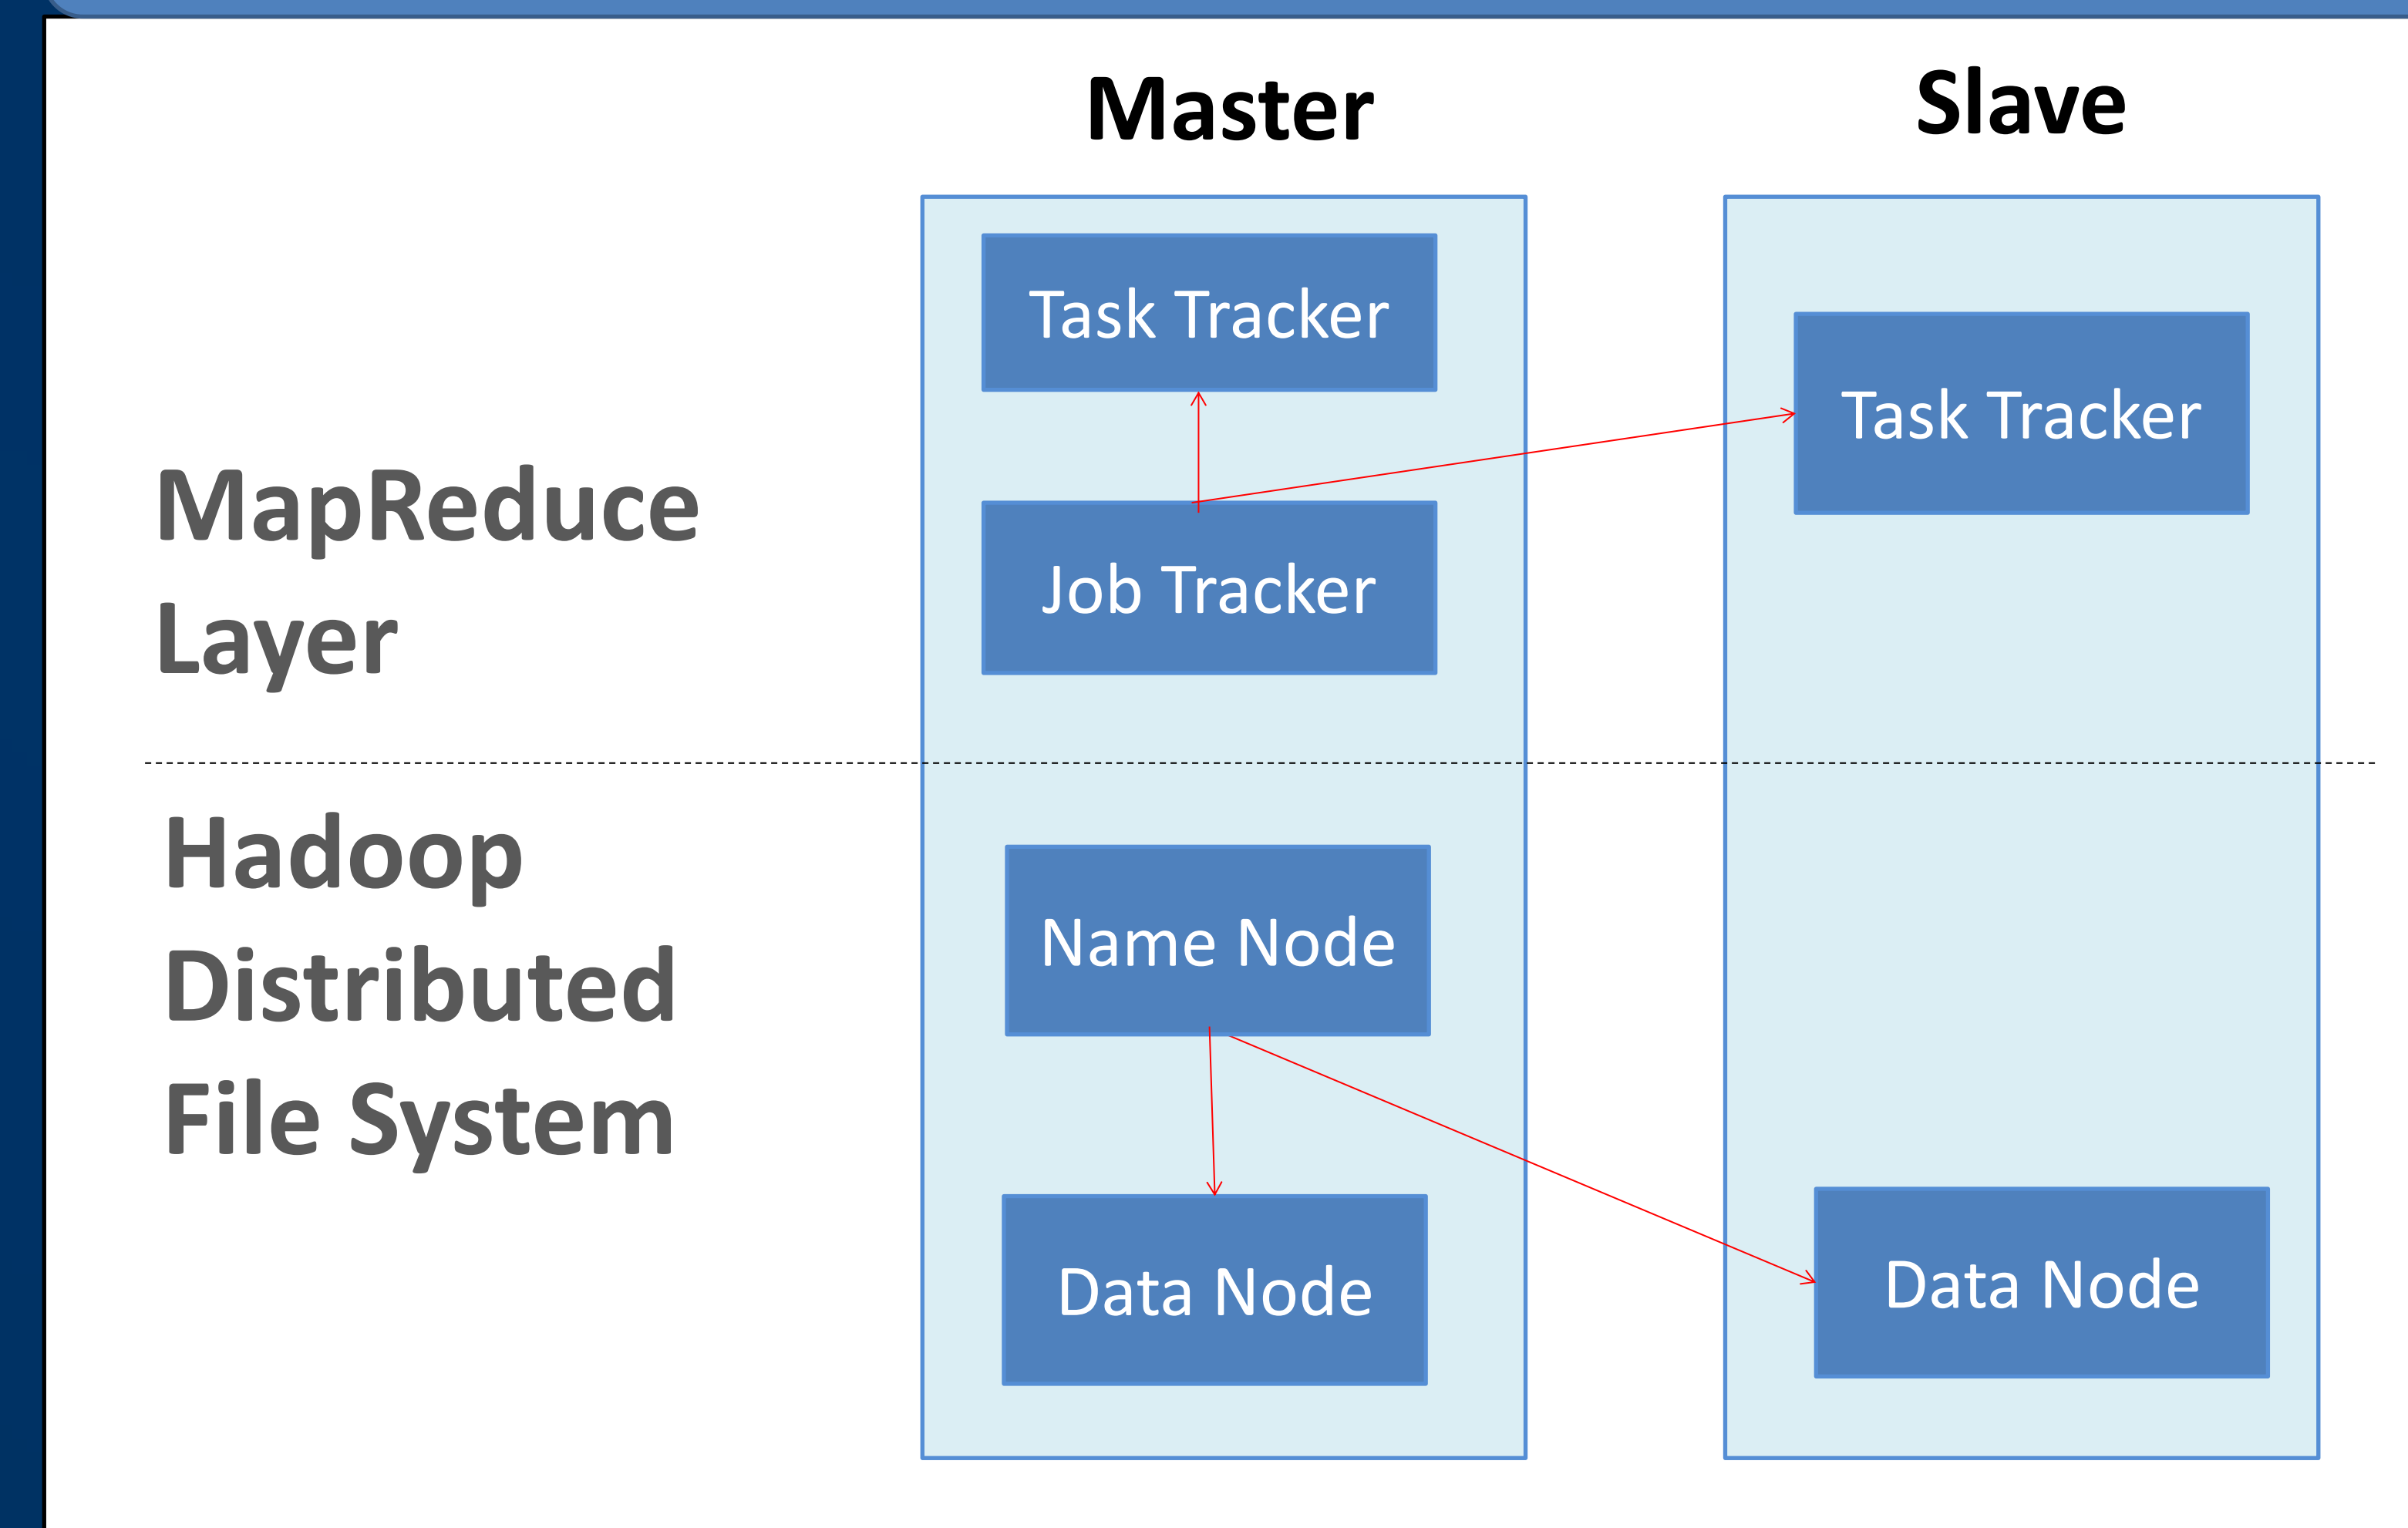 Master
Slave
Task Tracker
Task Tracker
MapReduce
Layer
Job Tracker
Hadoop
Distributed
File System
Name Node
Data Node
Data Node